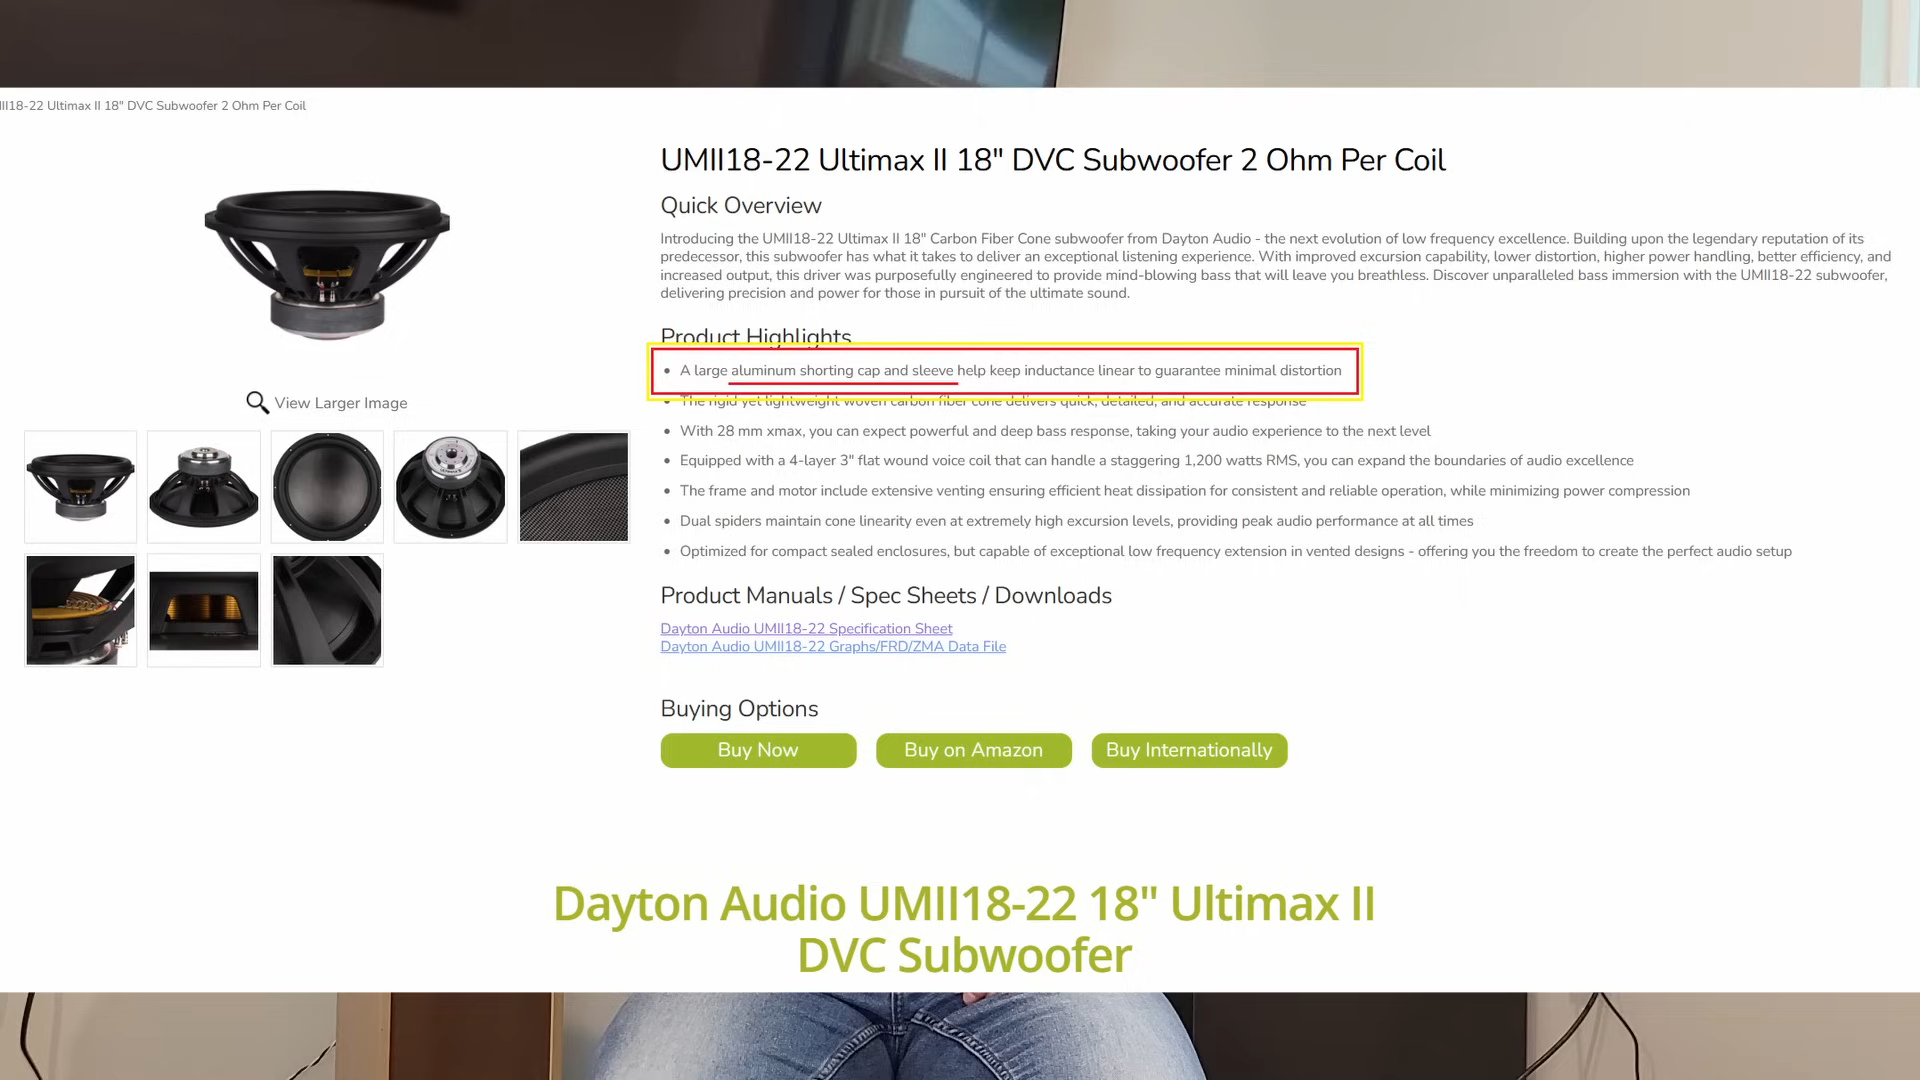 II18-22 Ultimax II 18" DVC Subwoofer 2 Ohm Per Coil
UMII18-22 Ultimax II 18" DVC Subwoofer 2 Ohm Per Coil
Quick Overview
Introducing the UMII18-22 Ultimax II 18" Carbon Fiber Cone subwoofer from Dayton Audio - the next evolution of low frequency excellence. Building upon the legendary reputation of its
predecessor, this subwoofer has what it takes to deliver an exceptional listening experience. With improved excursion capability, lower distortion, higher power handling, better efficiency, and
increased output, this driver was purposefully engineered to provide mind-blowing bass that will leave you breathless. Discover unparalleled bass immersion with the UMII18-22 subwoofer,
delivering precision and power for those in pursuit of the ultimate sound.
Product Highlights
• A large aluminum shorting cap and sleeve help keep inductance linear to guarantee minimal distortion
• The rigid yet lightweight woven carbon fiber cone delivers quick, detailed, and accurate response
• With 28 mm xmax, you can expect powerful and deep bass response, taking your audio experience to the next level
• Equipped with a 4-layer 3" flat wound voice coil that can handle a staggering 1,200 watts RMS, you can expand the boundaries of audio excellence
• The frame and motor include extensive venting ensuring efficient heat dissipation for consistent and reliable operation, while minimizing power compression
• Dual spiders maintain cone linearity even at extremely high excursion levels, providing peak audio performance at all times
• Optimized for compact sealed enclosures, but capable of exceptional low frequency extension in vented designs - offering you the freedom to create the perfect audio setup
View Larger Image
Product Manuals / Spec Sheets / Downloads
Dayton Audio UMII18-22 Specification Sheet
Dayton Audio UMII18-22 Graphs/FRD/ZMA Data File
Buying Options
Buy Now
Buy on Amazon
Buy Internationally
Dayton Audio UMII18-22 18" Ultimax II
DVC Subwoofer